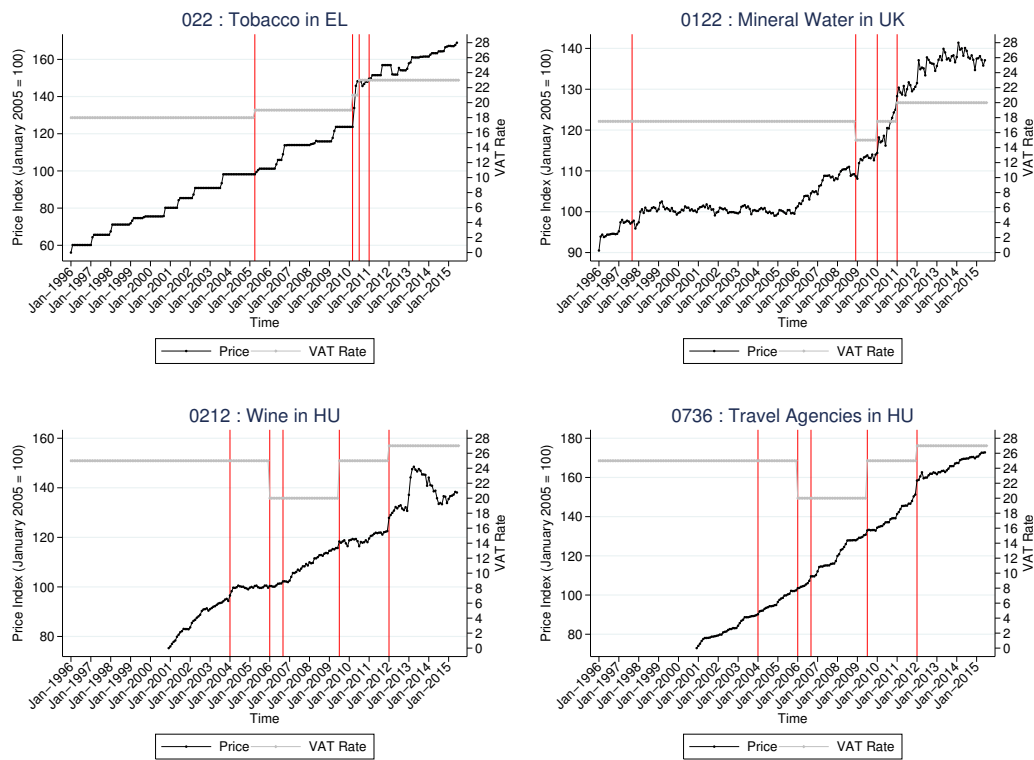 022 : Tobacco in EL
Price Index (January 2005 = 100)
160
140
120
100
80
60
28
26
24
22
20
18
16
14
12
10
8
6
4
2
0
VAT Rate
Jan−1996
Jan−1997
Jan−1998
Jan−1999
Jan−2000
Jan−2001
Jan−2002
Jan−2003
Jan−2004
Jan−2005
Jan−2006
Jan−2007
Jan−2008
Jan−2009
Jan−2010
Jan−2011
Jan−2012
Jan−2013
Jan−2014
Jan−2015
Time
Price VAT Rate
0122 : Mineral Water in UK
Price Index (January 2005 = 100)
140
130
120
110
100
90
28
26
24
22
20
18
16
14
12
10
8
6
4
2
0
VAT Rate
Jan−1996
Jan−1997
Jan−1998
Jan−1999
Jan−2000
Jan−2001
Jan−2002
Jan−2003
Jan−2004
Jan−2005
Jan−2006
Jan−2007
Jan−2008
Jan−2009
Jan−2010
Jan−2011
Jan−2012
Jan−2013
Jan−2014
Jan−2015
Time
Price VAT Rate
0212 : Wine in HU
Price Index (January 2005 = 100)
160
140
120
100
80
28
26
24
22
20
18
16
14
12
10
8
6
4
2
0
VAT Rate
Jan−1996
Jan−1997
Jan−1998
Jan−1999
Jan−2000
Jan−2001
Jan−2002
Jan−2003
Jan−2004
Jan−2005
Jan−2006
Jan−2007
Jan−2008
Jan−2009
Jan−2010
Jan−2011
Jan−2012
Jan−2013
Jan−2014
Jan−2015
Time
Price VAT Rate
0736 : Travel Agencies in HU
Price Index (January 2005 = 100)
180
160
140
120
100
80
28
26
24
22
20
18
16
14
12
10
8
6
4
2
0
VAT Rate
Jan−1996
Jan−1997
Jan−1998
Jan−1999
Jan−2000
Jan−2001
Jan−2002
Jan−2003
Jan−2004
Jan−2005
Jan−2006
Jan−2007
Jan−2008
Jan−2009
Jan−2010
Jan−2011
Jan−2012
Jan−2013
Jan−2014
Jan−2015
Time
Price VAT Rate